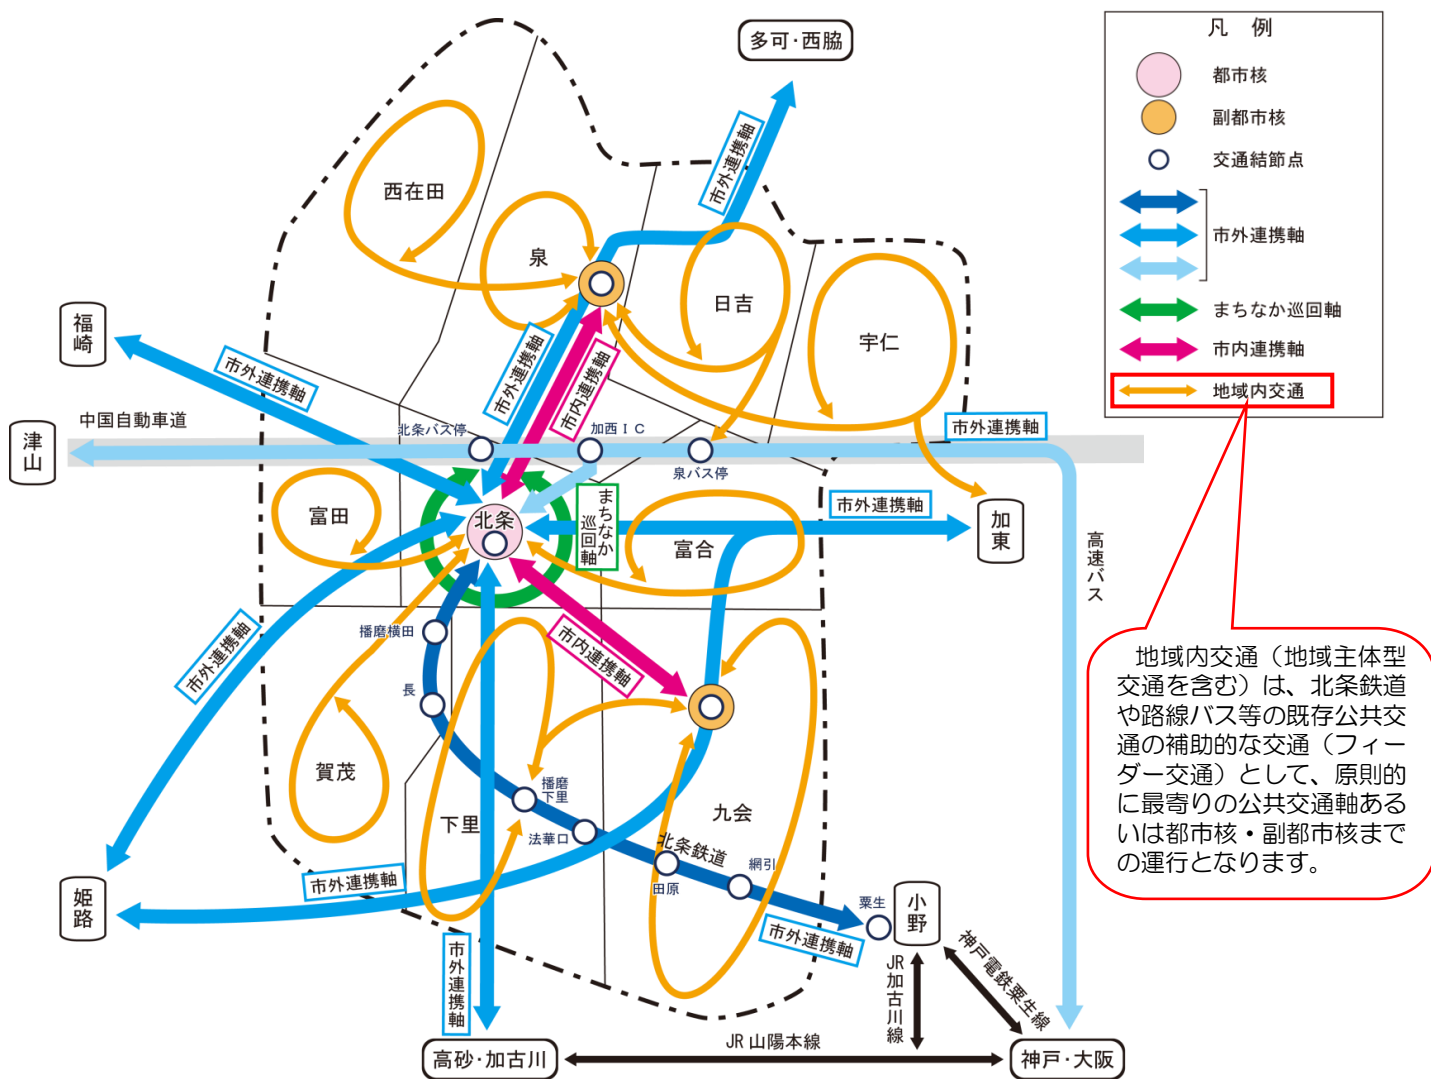 多可・西脇
凡　例
都市核
副都市核
交通結節点
市外連携軸
まちなか巡回軸
市内連携軸
地域内交通
市外連携軸
西在田
泉
日吉
宇仁
福崎
市外連携軸
市外連携軸
市内連携軸
中国自動車道
津山
北条バス停
加西ＩＣ
泉バス停
市外連携軸
富田
北条
まちなか
巡回軸
富合
市外連携軸
加東
高速バス
市外連携軸
播磨横田
長
市内連携軸
賀茂
下里
播磨
下里
法華口
九会
北条鉄道
田原
網引
粟生
小野
市外連携軸
市外連携軸
姫路
市外連携軸
JR加古川線
神戸電鉄粟生線
高砂・加古川
JR山陽本線
神戸・大阪
地域内交通（地域主体型
交通を含む）は、北条鉄道
や路線バス等の既存公共交
通の補助的な交通（フィー
ダー交通）として、原則的
に最寄りの公共交通軸ある
いは都市核・副都市核まで
の運行となります。